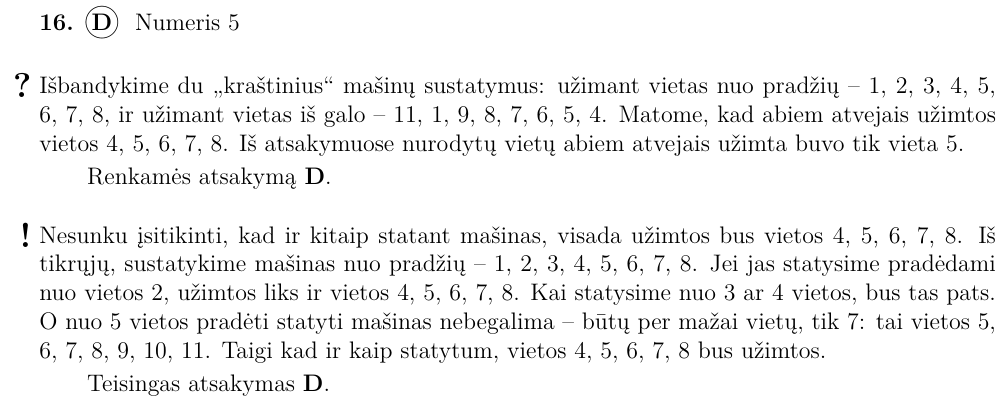 16. D Numeris 5
? Išbandykime du „kraštinius“ mašinų sustatymus: užimant vietas nuo pradžių – 1, 2, 3, 4, 5,
6, 7, 8, ir užimant vietas iš galo – 11, 1, 9, 8, 7, 6, 5, 4. Matome, kad abiem atvejais užimtos
vietos 4, 5, 6, 7, 8. Iš atsakymuose nurodytų vietų abiem atvejais užimta buvo tik vieta 5.
Renkamės atsakymą D.
! Nesunku įsitikinti, kad ir kitaip statant mašinas, visada užimtos bus vietos 4, 5, 6, 7, 8. Iš
tikrųjų, sustatykime mašinas nuo pradžių – 1, 2, 3, 4, 5, 6, 7, 8. Jei jas statysime pradėdami
nuo vietos 2, užimtos liks ir vietos 4, 5, 6, 7, 8. Kai statysime nuo 3 ar 4 vietos, bus tas pats.
O nuo 5 vietos pradėti statyti mašinas nebegalima – būtų per mažai vietų, tik 7: tai vietos 5,
6, 7, 8, 9, 10, 11. Taigi kad ir kaip statytum, vietos 4, 5, 6, 7, 8 bus užimtos.
Teisingas atsakymas D.